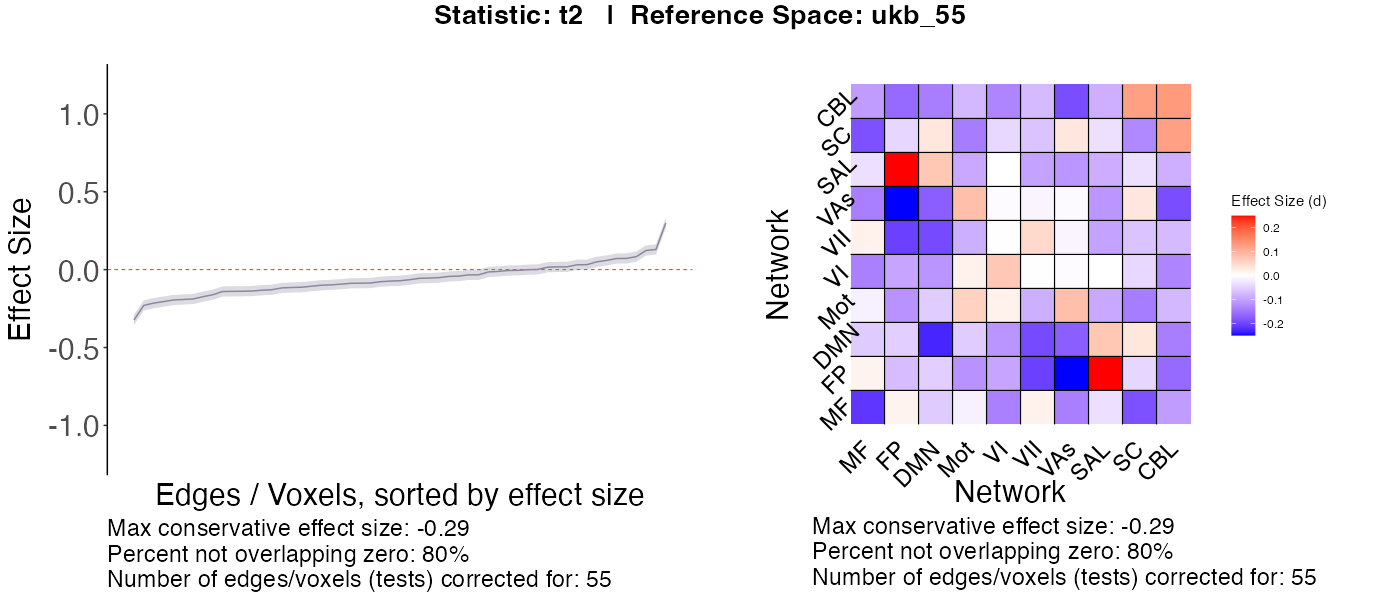 Statistic: t2 | Reference Space: ukb_55
Effect Size
1.0
0.5
0.0
-0.5
-1.0
Edges / Voxels, sorted by effect size
Max conservative effect size: -0.29
Percent not overlapping zero: 80%
Number of edges/voxels (tests) corrected for: 55
Network
CBL
SC
SAL
VAs
VII
VI
Mot
DMN
FP
MF
MF
FP
DMN
Mot
VI
VII
VAs
SAL
SC
CBL
Network
Effect Size (d)
0.2
0.1
0.0
-0.1
-0.2
Max conservative effect size: -0.29
Percent not overlapping zero: 80%
Number of edges/voxels (tests) corrected for: 55